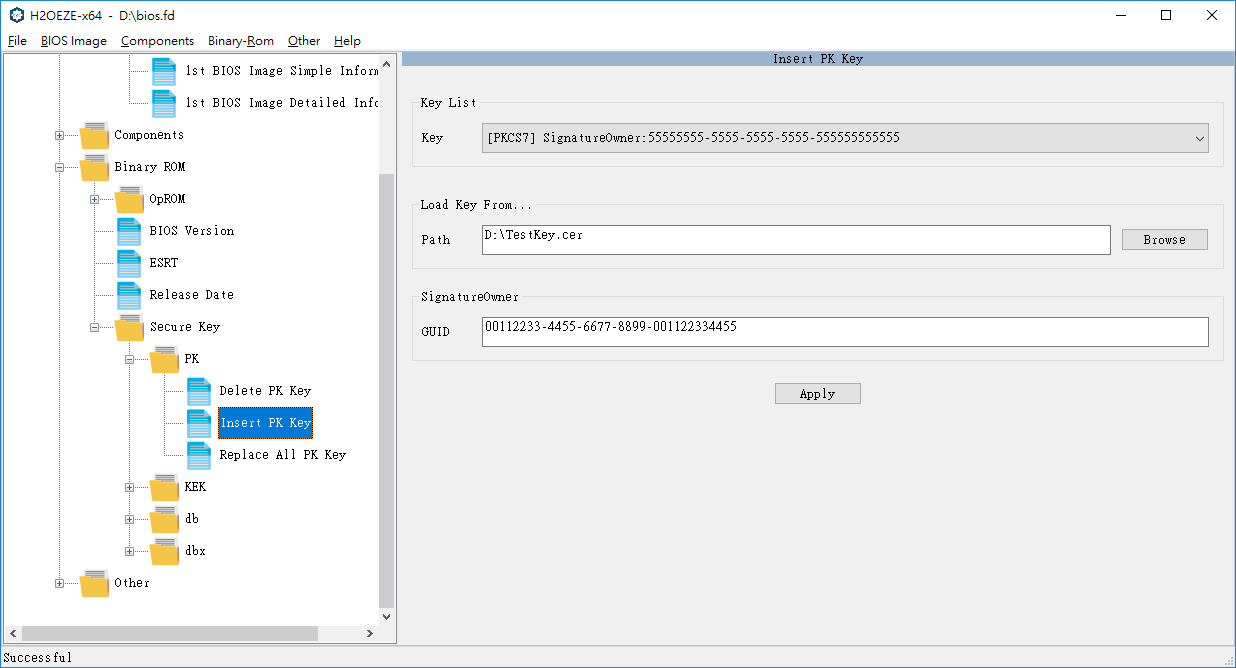 H2OEZE-x64 - D:\bios.fd
File BIOS Image Components Binary-Rom Other Help
1st BIOS Image Simple Inform
1st BIOS Image Detailed Info
Components
Binary ROM
OpROM
BIOS Version
ESRT
Release Date
Secure Key
PK
Delete PK Key
Insert PK Key
Replace All PK Key
KEK
db
dbx
Other
Insert PK Key
Key List
Key [PKCS7] SignatureOwner:55555555-5555-5555-5555-555555555555
Load Key From...
Path D:\TestKey.cer Browse
SignatureOwner
GUID 00112233-4455-6677-8899-001122334455
Apply
Successful